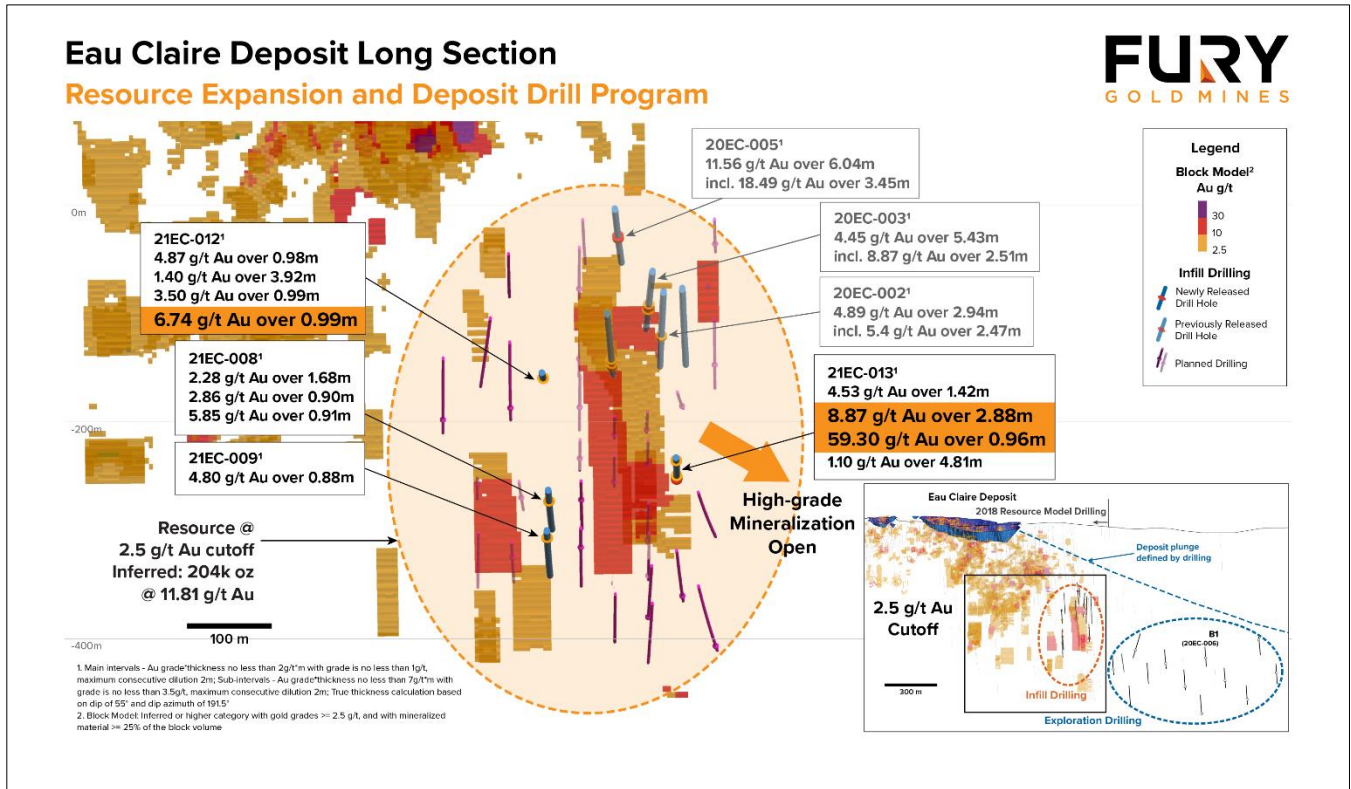 Eau Claire Deposit Long Section
Resource Expansion and Deposit Drill Program
FURY
GOLD MINES
20EC-005¹
11.56 g/t Au over 6.04m
incl. 18.49 g/t Au over 3.45m
20EC-003¹
4.45 g/t Au over 5.43m
incl. 8.87 g/t Au over 2.51m
20EC-002¹
4.89 g/t Au over 2.94m
incl. 5.4 g/t Au over 2.47m
Legend
Block Model²
Au g/t
30
10
2.5
Infill Drilling
Newly Released
Drill Hole
Previously Released
Drill Hole
Planned Drilling
0m
21EC-012¹
4.87 g/t Au over 0.98m
1.40 g/t Au over 3.92m
3.50 g/t Au over 0.99m
6.74 g/t Au over 0.99m
21EC-008¹
2.28 g/t Au over 1.68m
2.86 g/t Au over 0.90m
5.85 g/t Au over 0.91m
-200m
21EC-009¹
4.80 g/t Au over 0.88m
21EC-013¹
4.53 g/t Au over 1.42m
8.87 g/t Au over 2.88m
59.30 g/t Au over 0.96m
1.10 g/t Au over 4.81m
High-grade
Mineralization
Open
Resource @
2.5 g/t Au cutoff
Inferred: 204k oz
@ 11.81 g/t Au
100 m
-400m
Eau Claire Deposit
2018 Resource Model Drilling
Deposit plunge
defined by drilling
2.5 g/t Au
Cutoff
B1
(20EC-006)
300 m
Infill Drilling
Exploration Drilling
1. Main intervals - Au grade*thickness no less than 2g/t*m with grade is no less than 1g/t,
maximum consecutive dilution 2m; Sub-intervals - Au grade*thickness no less than 7g/t*m with
grade is no less than 3.5g/t, maximum consecutive dilution 2m; True thickness calculation based
on dip of 55° and dip azimuth of 191.5°
2. Block Model: Inferred or higher category with gold grades >= 2.5 g/t, and with mineralized
material >= 25% of the block volume